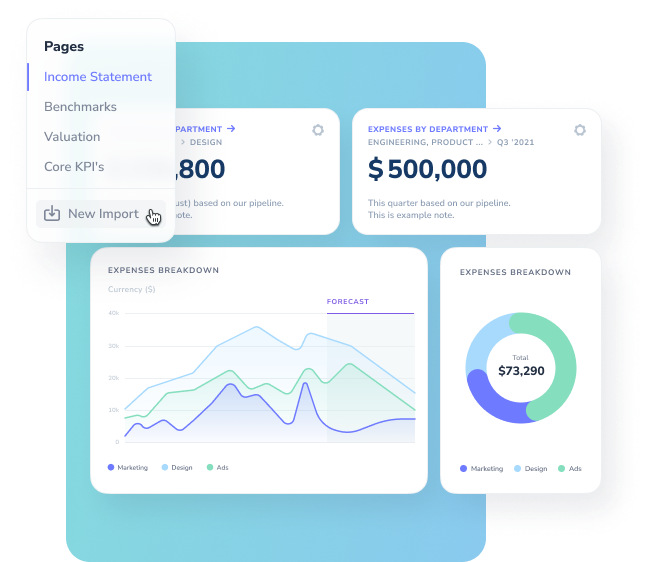 Pages
Income Statement
Benchmarks
Valuation
Core KPI's
New Import
PARTMENT →
> DESIGN
,800
ust) based on our pipeline.
note.
EXPENSES BY DEPARTMENT →
ENGINEERING, PRODUCT ... > Q3 '2021
$500,000
This quarter based on our pipeline.
This is example note.
EXPENSES BREAKDOWN
Currency ($)
FORECAST
40k
30k
20k
10k
0
Marketing Design Ads
EXPENSES BREAKDOWN
Total
$73,290
Marketing Design Ads